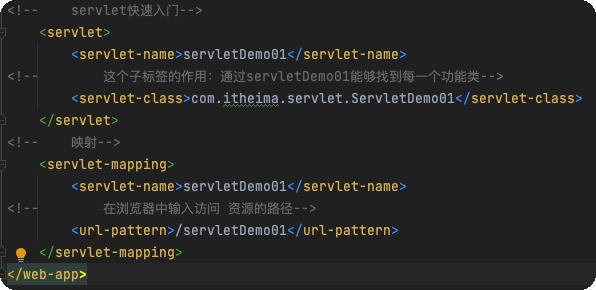 <!--    servlet快速入门-->
<servlet>
<servlet-name>servletDemo01</servlet-name>
<!--        这个子标签的作用：通过servletDemo01能够找到每一个功能类-->
<servlet-class>com.itheima.servlet.ServletDemo01</servlet-class>
</servlet>
<!--    映射-->
<servlet-mapping>
<servlet-name>servletDemo01</servlet-name>
<!--        在浏览器中输入访问 资源的路径-->
<url-pattern>/servletDemo01</url-pattern>
</servlet-mapping>
</web-app>